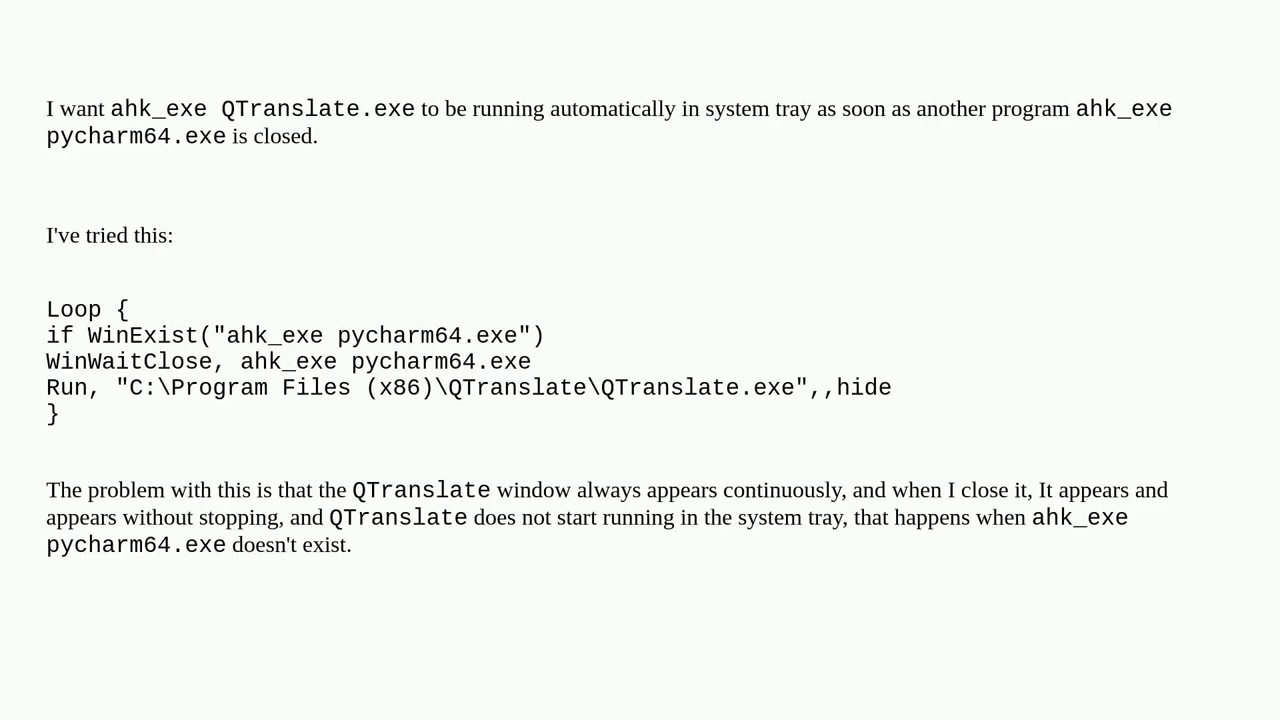 I want ahk_exe QTranslate.exe to be running automatically in system tray as soon as another program ahk_exe
pycharm64.exe is closed.
I've tried this:
Loop {
if WinExist("ahk_exe pycharm64.exe")
WinWaitClose, ahk_exe pycharm64.exe
Run, "C:\Program Files (x86)\QTranslate\QTranslate.exe",,hide
}
The problem with this is that the QTranslate window always appears continuously, and when I close it, It appears and
appears without stopping, and QTranslate does not start running in the system tray, that happens when ahk_exe
pycharm64.exe doesn't exist.